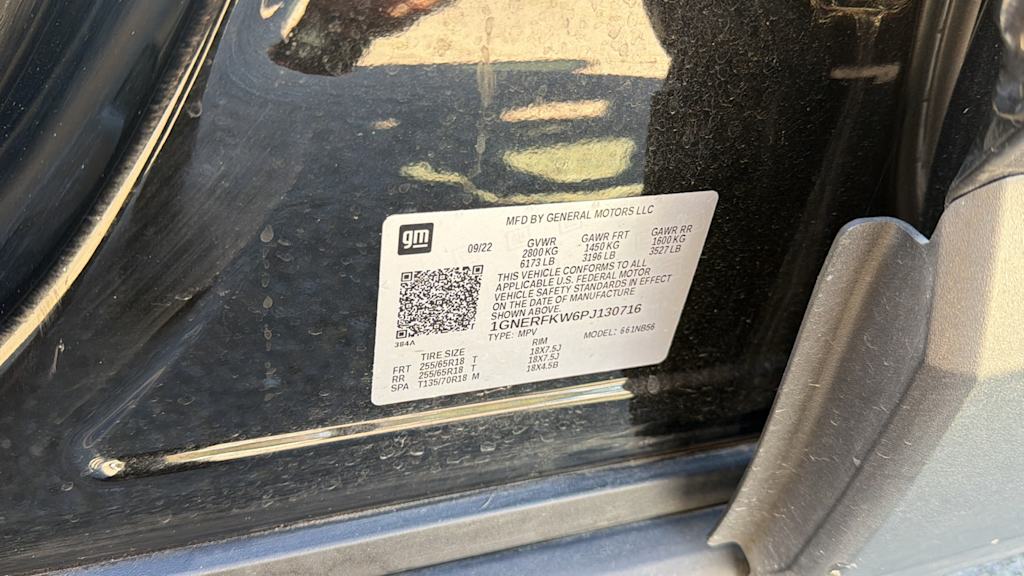 gm
MFD BY GENERAL MOTORS LLC
09/22
GVWR GAWR FRT GAWR RR
2800 KG 1450 KG 1600 KG
6173 LB 3196 LB 3527 LB
THIS VEHICLE CONFORMS TO ALL
APPLICABLE U.S. FEDERAL MOTOR
VEHICLE SAFETY STANDARDS IN EFFECT
ON THE DATE OF MANUFACTURE
SHOWN ABOVE.
1GNERFKW6PJ130716
TYPE: MPV MODEL: 661NB56
384A
TIRE SIZE RIM
FRT 255/65R18 T 18X7.5J
RR 255/65R18 T 18X7.5J
SPA T135/70R18 M 18X4.5B